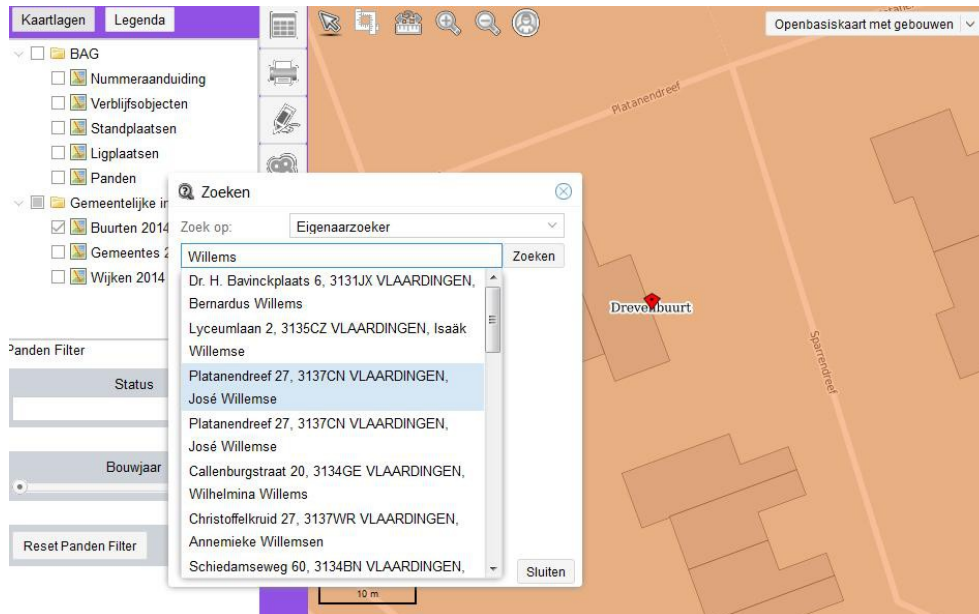 Kaartlagen
Legenda
Openbasiskaart met gebouwen
BAG
Nummeraanduiding
Verblijfsobjecten
Standplaatsen
Ligplaatsen
Panden
Gemeentelijke in
Buurten 2014
Gemeentes 2
Wijken 2014
Panden Filter
Status
Bouwjaar
Reset Panden Filter
Zoeken
Zoek op:
Eigenaarzoeker
Willems
Zoeken
Dr. H. Bavinckplaats 6, 3131JX VLAARDINGEN,
Bernardus Willems
Lyceumlaan 2, 3135CZ VLAARDINGEN, Isaäk
Willemse
Platanendreef 27, 3137CN VLAARDINGEN,
José Willemse
Platanendreef 27, 3137CN VLAARDINGEN,
José Willemse
Callenburgstraat 20, 3134GE VLAARDINGEN,
Wilhelmina Willems
Christoffelkruid 27, 3137WR VLAARDINGEN,
Annemieke Willemsen
Schiedamseweg 60, 3134BN VLAARDINGEN,
Sluiten
10 m
Platanendreef
Drevenbuurt
Sparrendreef